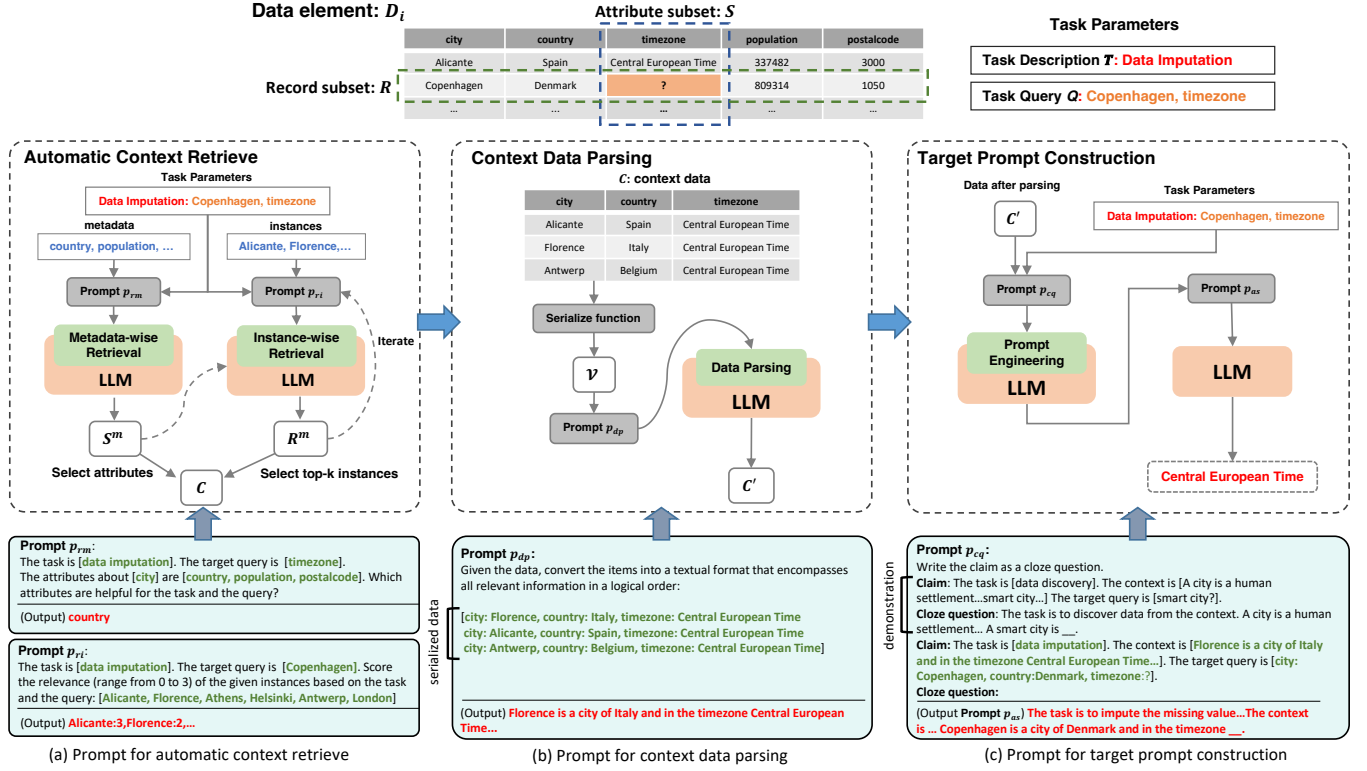 Data element: D_i
Attribute subset: S
Task Parameters
city country timezone population postalcode
Alicante Spain Central European Time 337482 3000
Record subset: R
Copenhagen Denmark ? 809314 1050
... ... ... ... ...
Task Description T: Data Imputation
Task Query Q: Copenhagen, timezone
Automatic Context Retrieve
Task Parameters
Data Imputation: Copenhagen, timezone
metadata
instances
country, population, ...
Alicante, Florence,...
Prompt p_rm
Prompt p_ri
Metadata-wise
Retrieval
LLM
Instance-wise
Retrieval
LLM
Iterate
S^m
R^m
Select attributes
Select top-k instances
C
Context Data Parsing
C: context data
city country timezone
Alicante Spain Central European Time
Florence Italy Central European Time
Antwerp Belgium Central European Time
Serialize function
V
Prompt p_dp
Data Parsing
LLM
C'
Target Prompt Construction
Data after parsing
Task Parameters
C'
Data Imputation: Copenhagen, timezone
Prompt p_cq
Prompt p_as
Prompt
Engineering
LLM
LLM
Central European Time
Prompt p_rm:
The task is [data imputation]. The target query is [timezone].
The attributes about [city] are [country, population, postalcode]. Which
attributes are helpful for the task and the query?
(Output) country
Prompt p_ri:
The task is [data imputation]. The target query is [Copenhagen]. Score
the relevance (range from 0 to 3) of the given instances based on the task
and the query: [Alicante, Florence, Athens, Helsinki, Antwerp, London]
(Output) Alicante:3,Florence:2,...
(a) Prompt for automatic context retrieve
Prompt p_dp:
Given the data, convert the items into a textual format that encompasses
all relevant information in a logical order:
serialized data
[city: Florence, country: Italy, timezone: Central European Time
city: Alicante, country: Spain, timezone: Central European Time
city: Antwerp, country: Belgium, timezone: Central European Time]
(Output) Florence is a city of Italy and in the timezone Central European
Time...
(b) Prompt for context data parsing
Prompt p_cq:
Write the claim as a cloze question.
demonstration
Claim: The task is [data discovery]. The context is [A city is a human
settlement...smart city...] The target query is [smart city?].
Cloze question: The task is to discover data from the context. A city is a human
settlement... A smart city is __.
Claim: The task is [data imputation]. The context is [Florence is a city of Italy
and in the timezone Central European Time...]. The target query is [city:
Copenhagen, country:Denmark, timezone:?].
Cloze question:
(Output Prompt p_as) The task is to impute the missing value...The context
is ... Copenhagen is a city of Denmark and in the timezone __.
(c) Prompt for target prompt construction